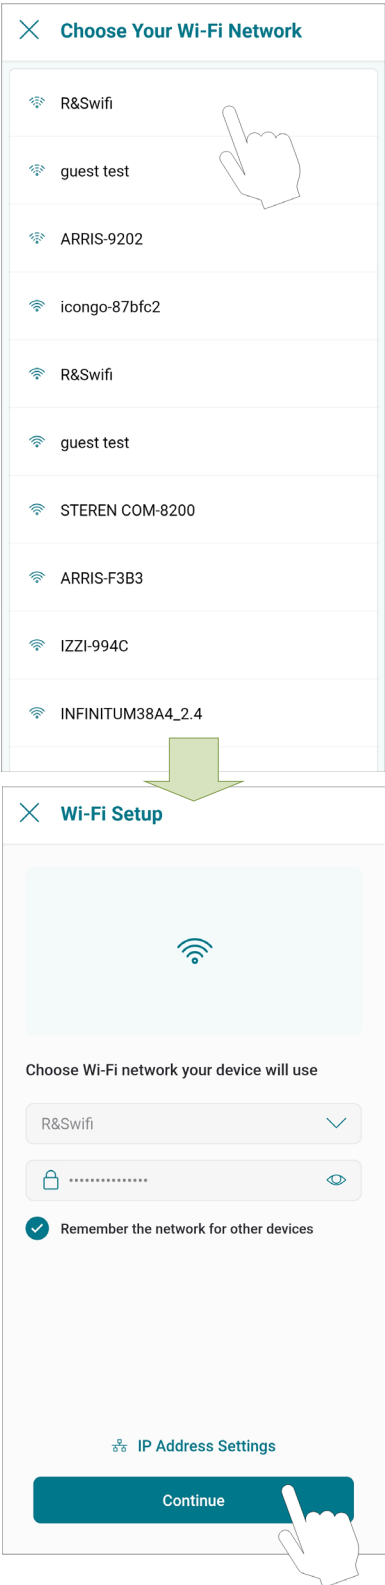 Choose Your Wi-Fi Network
R&Swifi
guest test
ARRIS-9202
icongo-87bfc2
R&Swifi
guest test
STEREN COM-8200
ARRIS-F3B3
IZZI-994C
INFINITUM38A4_2.4
Wi-Fi Setup
Choose Wi-Fi network your device will use
R&Swifi
•••••••••••••••
Remember the network for other devices
IP Address Settings
Continue